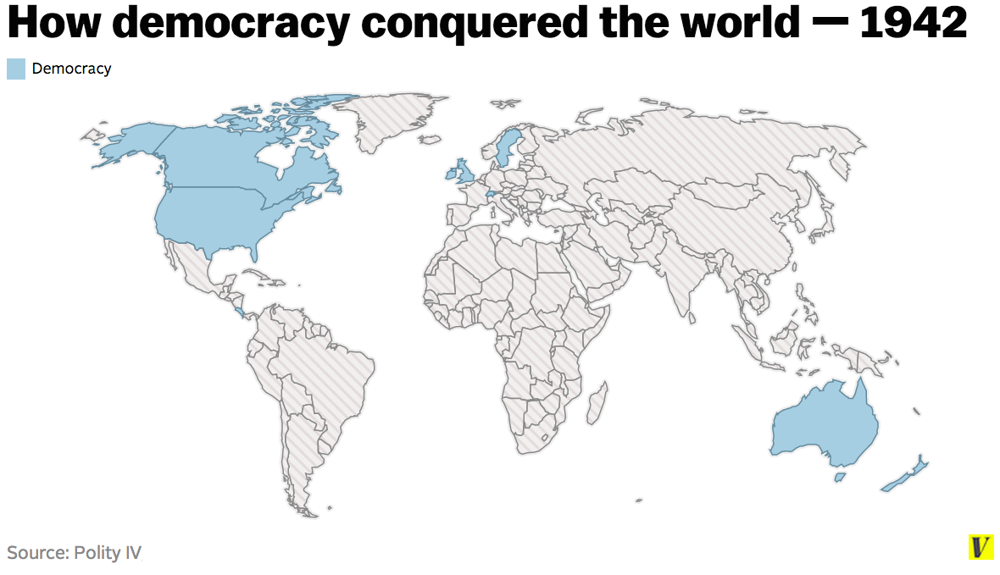 How democracy conquered the world — 1942
Democracy
Source: Polity IV
V